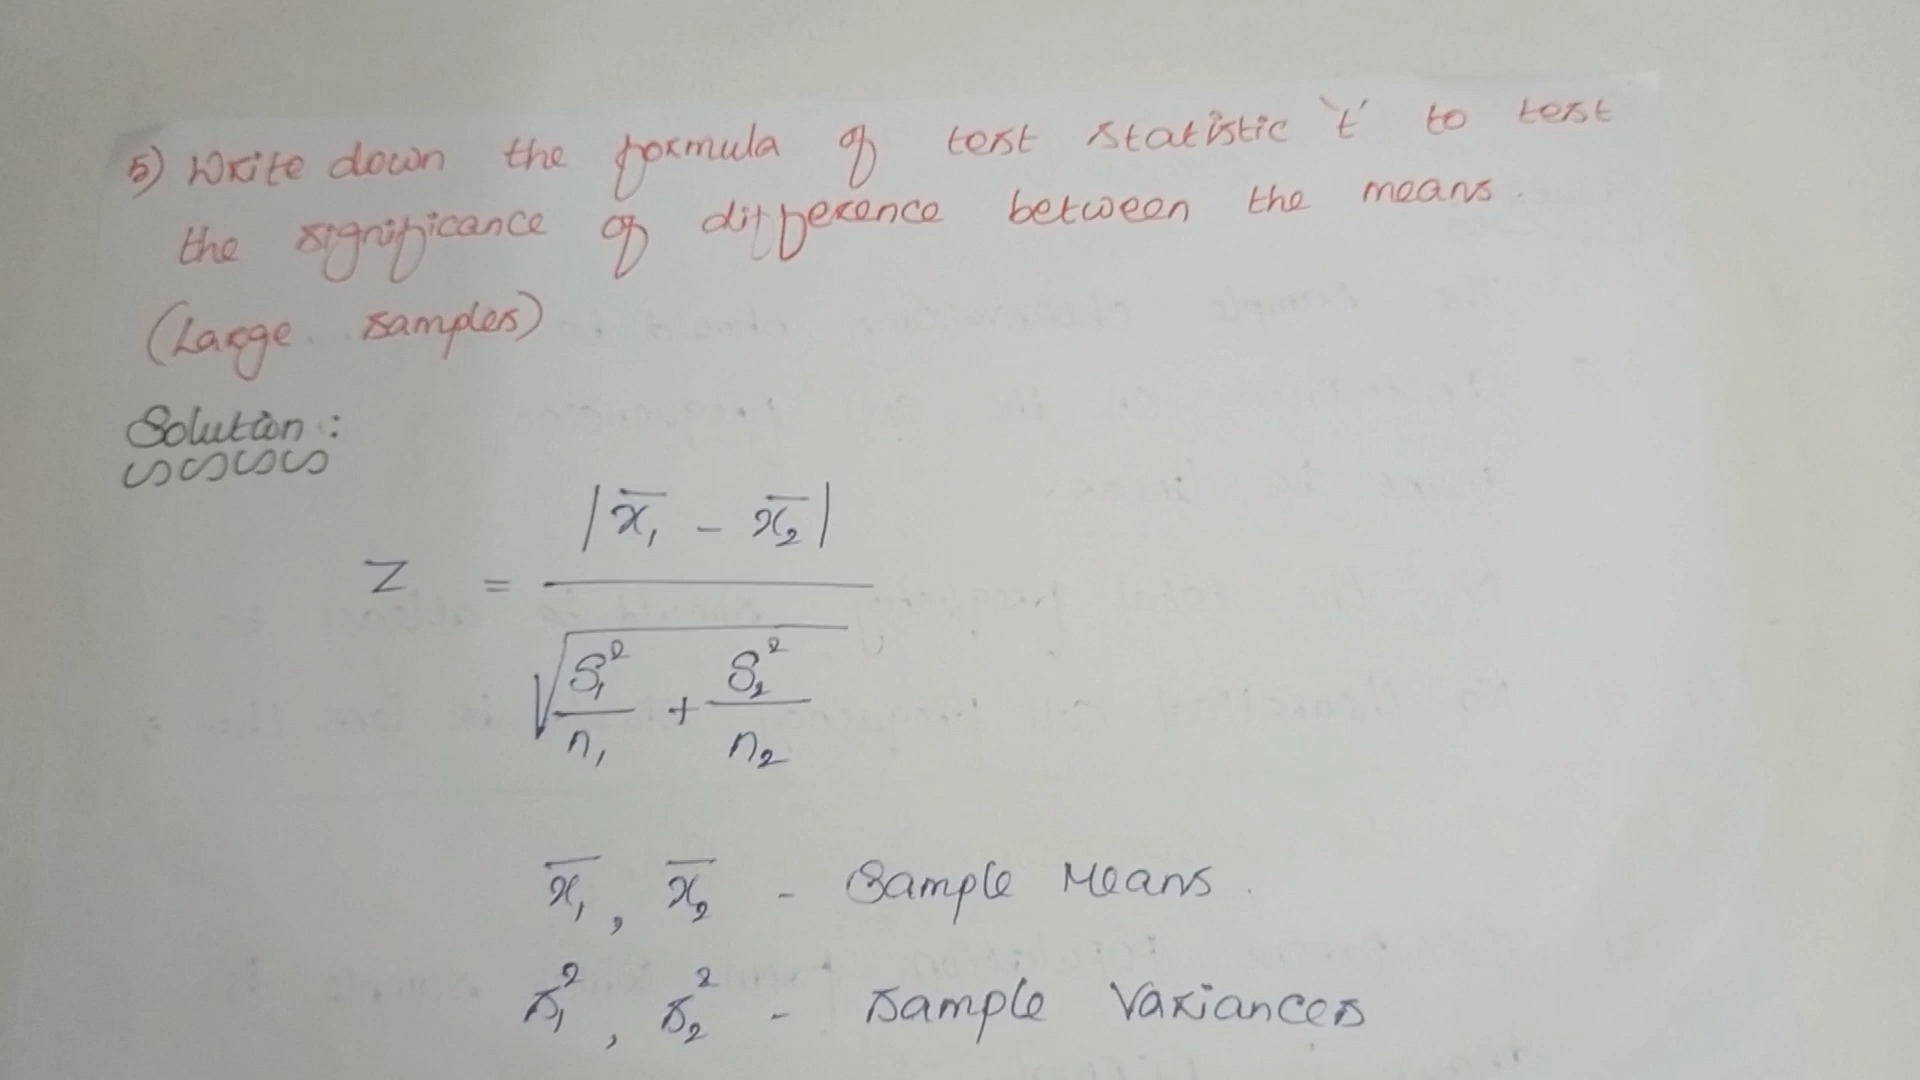 5) Write down the formula of test statistic 't' to test
the significance of difference between the means.
(Large samples)
Solution :
Z = |x̄₁ - x̄₂| / √(S₁²/n₁ + S₂²/n₂)
x̄₁, x̄₂ - Sample Means.
s₁², s₂² - sample Variances